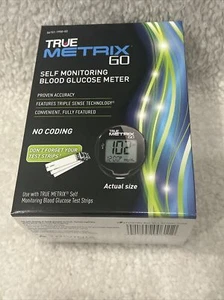 TRUE
METRIX
GO
SELF MONITORING
BLOOD GLUCOSE METER
PROVEN ACCURACY
FEATURES TRIPLE SENSE TECHNOLOGY®
CONVENIENT, FULLY FEATURED
NO CODING
DON'T FORGET YOUR
TEST STRIPS!
TRUE
METRIX
GO
102
Actual size
Use with TRUE METRIX® Self
Monitoring Blood Glucose Test Strips